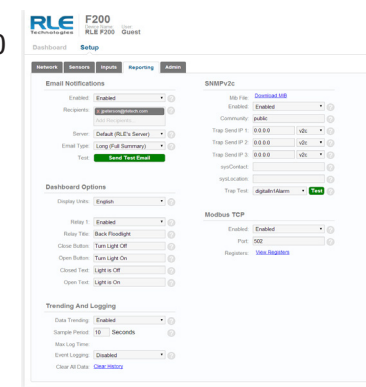 RLE Technologies
F200
Device Name User
RLE F200 Guest
Dashboard Setup
Network Sensors Inputs Reporting Admin
Email Notifications
Enabled: Enabled
Recipients:
Add Recipients
Server: Default (RLE's Server)
Email Type: Long (Full Summary)
Test: Send Test Email
Dashboard Options
Display Units: English
Relay 1: Enabled
Relay Title: Back Floodlight
Close Button: Turn Light Off
Open Button: Turn Light On
Closed Text: Light is Off
Open Text: Light is On
Trending And Logging
Data Trending: Enabled
Sample Period: 10 Seconds
Max Log Time:
Event Logging: Disabled
Clear All Data: Clear History
SNMPv2c
Mib File: Download MIB
Enabled: Enabled
Community: public
Trap Send IP 1: 0.0.0.0 v2c
Trap Send IP 2: 0.0.0.0 v2c
Trap Send IP 3: 0.0.0.0 v2c
sysContact:
sysLocation:
Trap Test: digitalIn1Alarm Test
Modbus TCP
Enabled: Enabled
Port: 502
Registers: View Registers